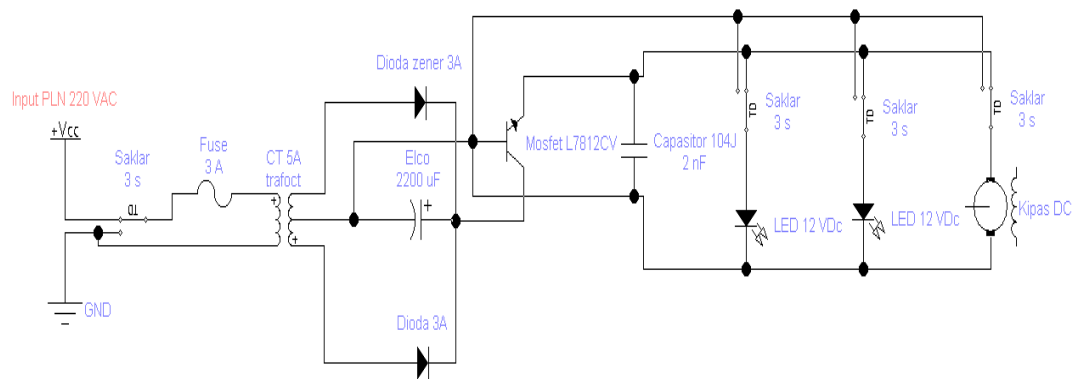 Input PLN 220 VAC
+Vcc
Saklar
3 s
TD
GND
Fuse
3 A
CT 5A
trafoct
+
+
Dioda zener 3A
Elco
2200 uF
+
Dioda 3A
Mosfet L7812CV
Capasitor 104J
2 nF
Saklar
3 s
TD
LED 12 VDc
Saklar
3 s
TD
LED 12 VDc
Saklar
3 s
TD
Kipas DC